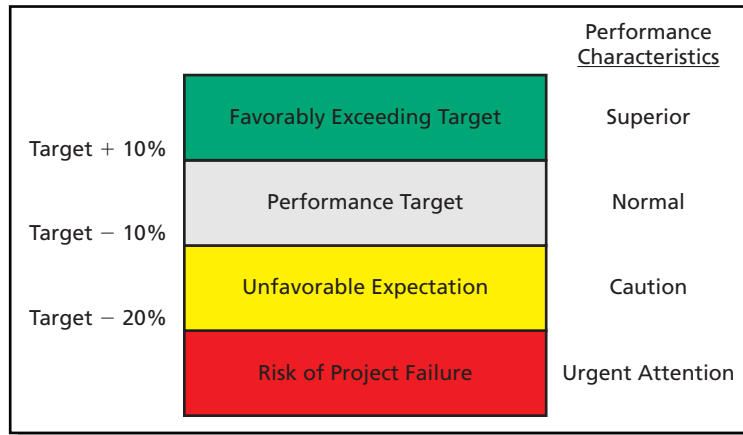 Performance
Characteristics
Favorably Exceeding Target
Superior
Target + 10%
Performance Target
Normal
Target − 10%
Unfavorable Expectation
Caution
Target − 20%
Risk of Project Failure
Urgent Attention